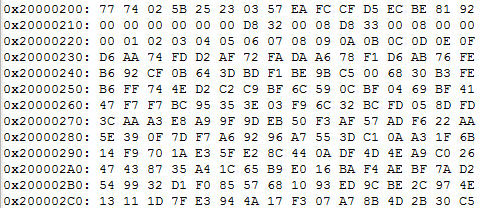 0x20000200: 77 74 02 5B 25 23 03 57 EA FC CF D5 EC BE 81 92
0x20000210: 00 00 00 00 00 00 D8 32 00 08 D8 33 00 08 00 00
0x20000220: 00 01 02 03 04 05 06 07 08 09 0A 0B 0C 0D 0E 0F
0x20000230: D6 AA 74 FD D2 AF 72 FA DA A6 78 F1 D6 AB 76 FE
0x20000240: B6 92 CF 0B 64 3D BD F1 BE 9B C5 00 68 30 B3 FE
0x20000250: B6 FF 74 4E D2 C2 C9 BF 6C 59 0C BF 04 69 BF 41
0x20000260: 47 F7 F7 BC 95 35 3E 03 F9 6C 32 BC FD 05 8D FD
0x20000270: 3C AA A3 E8 A9 9F 9D EB 50 F3 AF 57 AD F6 22 AA
0x20000280: 5E 39 0F 7D F7 A6 92 96 A7 55 3D C1 0A A3 1F 6B
0x20000290: 14 F9 70 1A E3 5F E2 8C 44 0A DF 4D 4E A9 C0 26
0x200002A0: 47 43 87 35 A4 1C 65 B9 E0 16 BA F4 AE BF 7A D2
0x200002B0: 54 99 32 D1 F0 85 57 68 10 93 ED 9C BE 2C 97 4E
0x200002C0: 13 11 1D 7F E3 94 4A 17 F3 07 A7 8B 4D 2B 30 C5